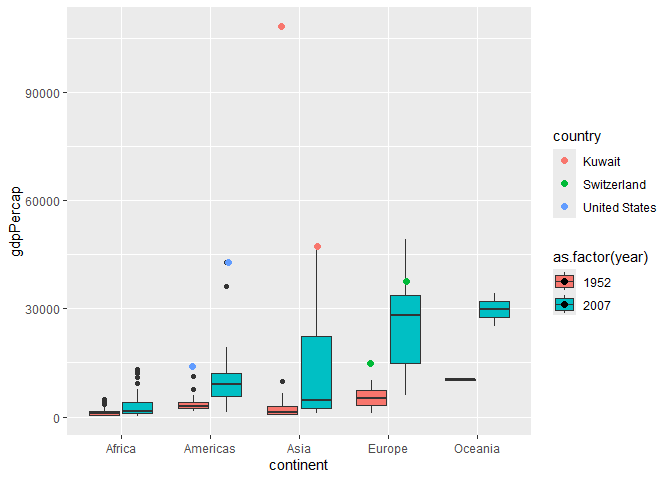 90000
60000
30000
0
gdpPercap
Africa
Americas
Asia
Europe
Oceania
continent
country
Kuwait
Switzerland
United States
as.factor(year)
1952
2007